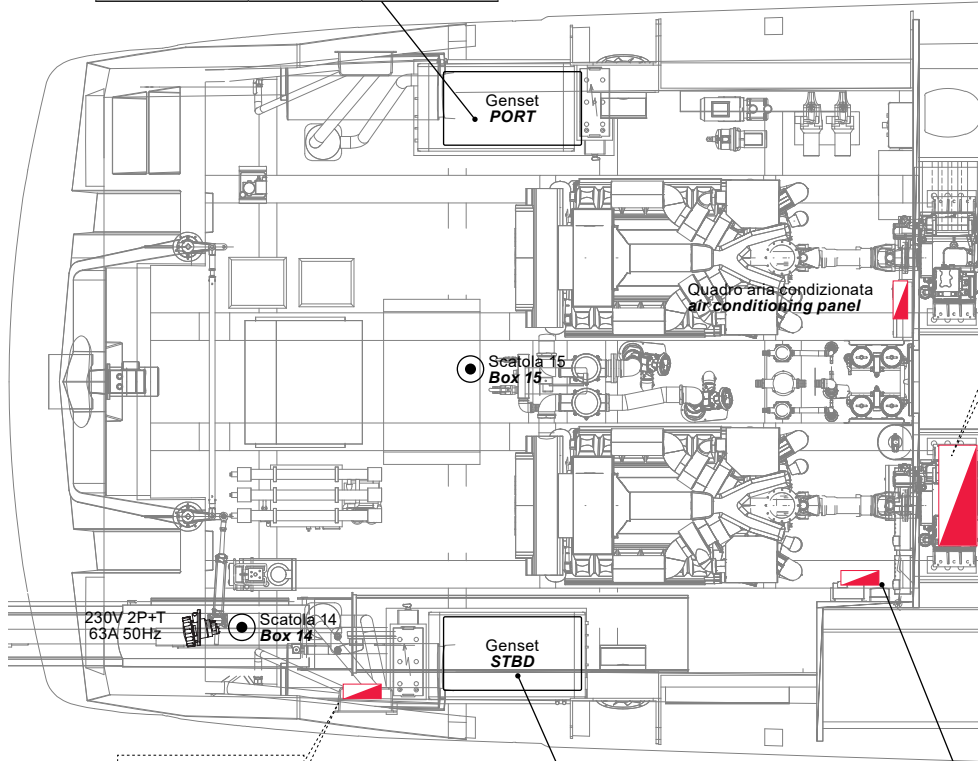 Genset
PORT
Quadro aria condizionata
air conditioning panel
Scatola 15
Box 15
230V 2P+T
63A 50Hz
Scatola 14
Box 14
Genset
STBD